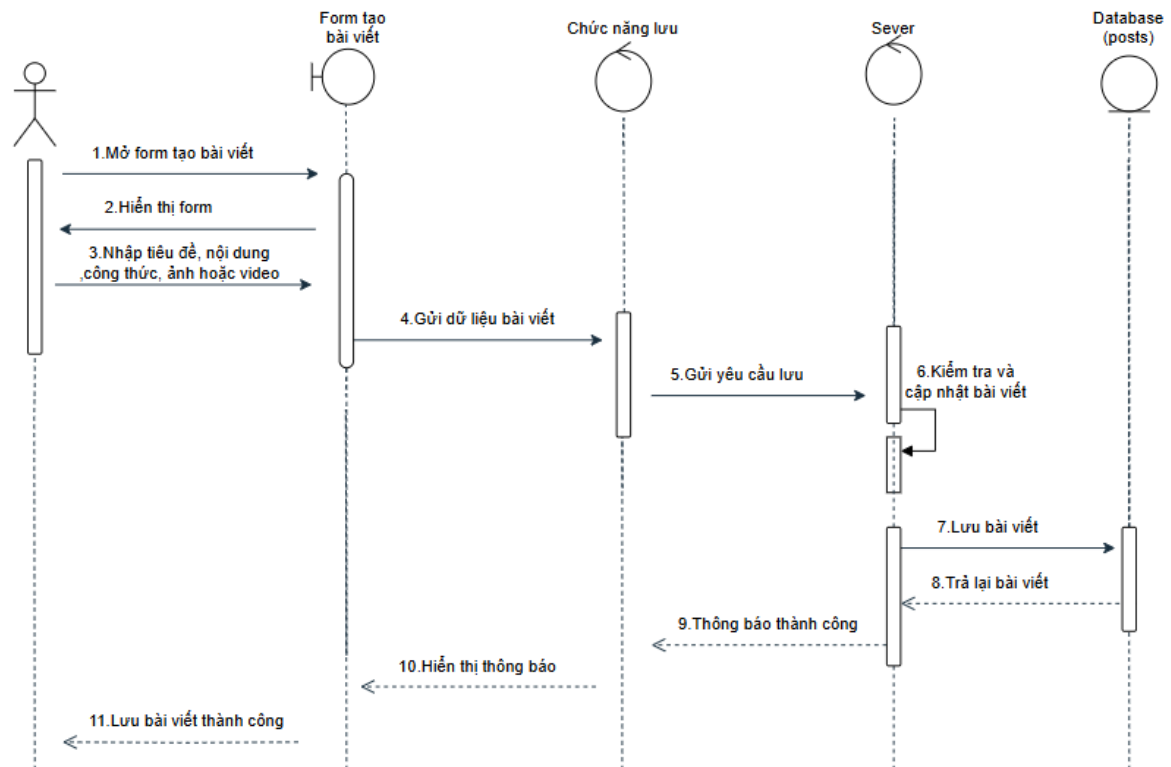 Form tạo
bài viết
Chức năng lưu
Sever
Database
(posts)
1.Mở form tạo bài viết
2.Hiển thị form
3.Nhập tiêu đề, nội dung
,công thức, ảnh hoặc video
4.Gửi dữ liệu bài viết
5.Gửi yêu cầu lưu
6.Kiểm tra và
cập nhật bài viết
7.Lưu bài viết
8.Trả lại bài viết
9.Thông báo thành công
10.Hiển thị thông báo
11.Lưu bài viết thành công